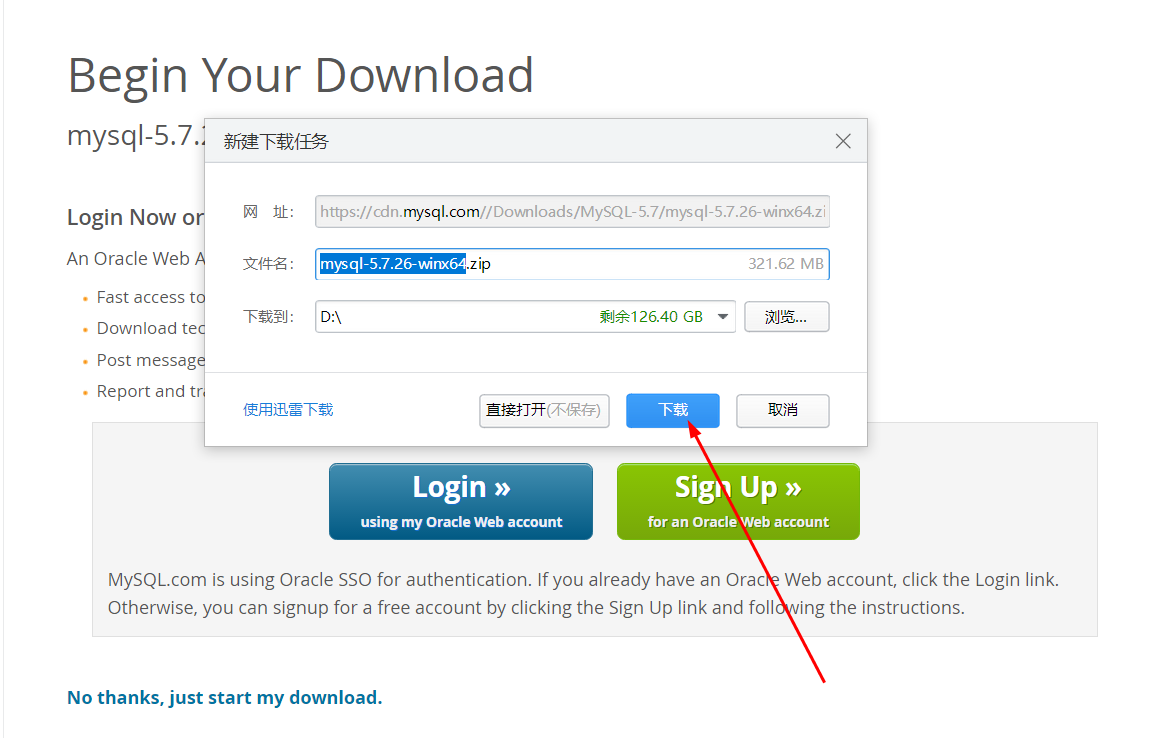 Begin Your Download
mysql-5.7.
新建下载任务
Login Now or
网 址:
https://cdn.mysql.com//Downloads/MySQL-5.7/mysql-5.7.26-winx64.zi
An Oracle Web A
文件名:
mysql-5.7.26-winx64.zip
321.62 MB
Fast access to
下载到:
D:\
剩余126.40 GB
浏览...
Download tec
Post message
Report and tra
使用迅雷下载
直接打开(不保存)
下载
取消
Login »
using my Oracle Web account
Sign Up »
for an Oracle Web account
MySQL.com is using Oracle SSO for authentication. If you already have an Oracle Web account, click the Login link.
Otherwise, you can signup for a free account by clicking the Sign Up link and following the instructions.
No thanks, just start my download.